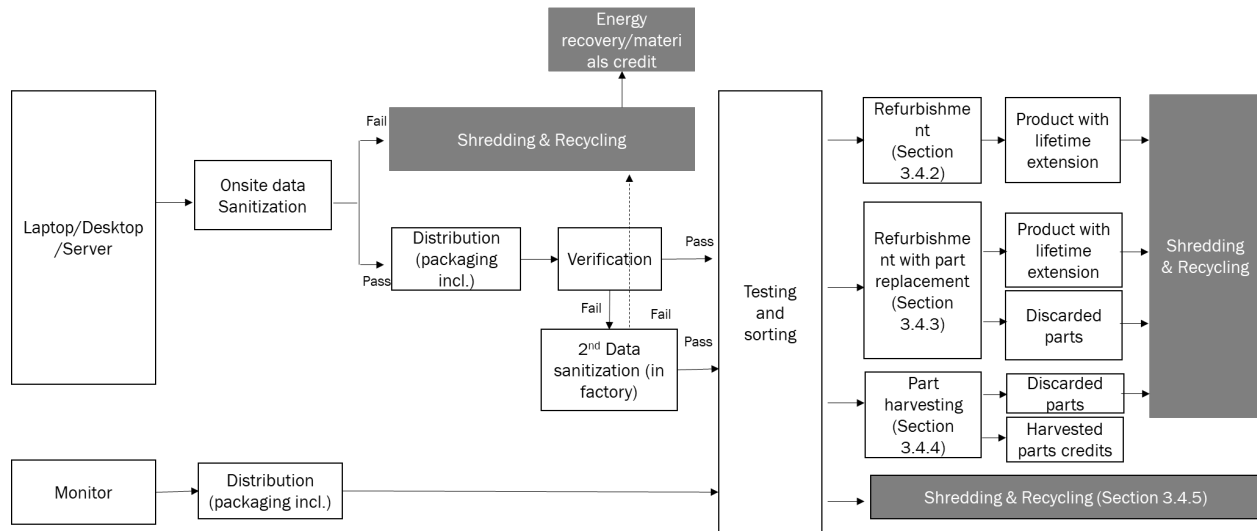 Energy
recovery/materi
als credit
Laptop/Desktop
/Server
Onsite data
Sanitization
Fail
Shredding & Recycling
Pass
Distribution
(packaging
incl.)
Verification
Pass
Fail
Fail
2nd Data
sanitization (in
factory)
Pass
Monitor
Distribution
(packaging incl.)
Testing
and
sorting
Refurbishme
nt
(Section
3.4.2)
Product with
lifetime
extension
Refurbishme
nt with part
replacement
(Section
3.4.3)
Product with
lifetime
extension
Discarded
parts
Part
harvesting
(Section
3.4.4)
Discarded
parts
Harvested
parts credits
Shredding
& Recycling
Shredding & Recycling (Section 3.4.5)